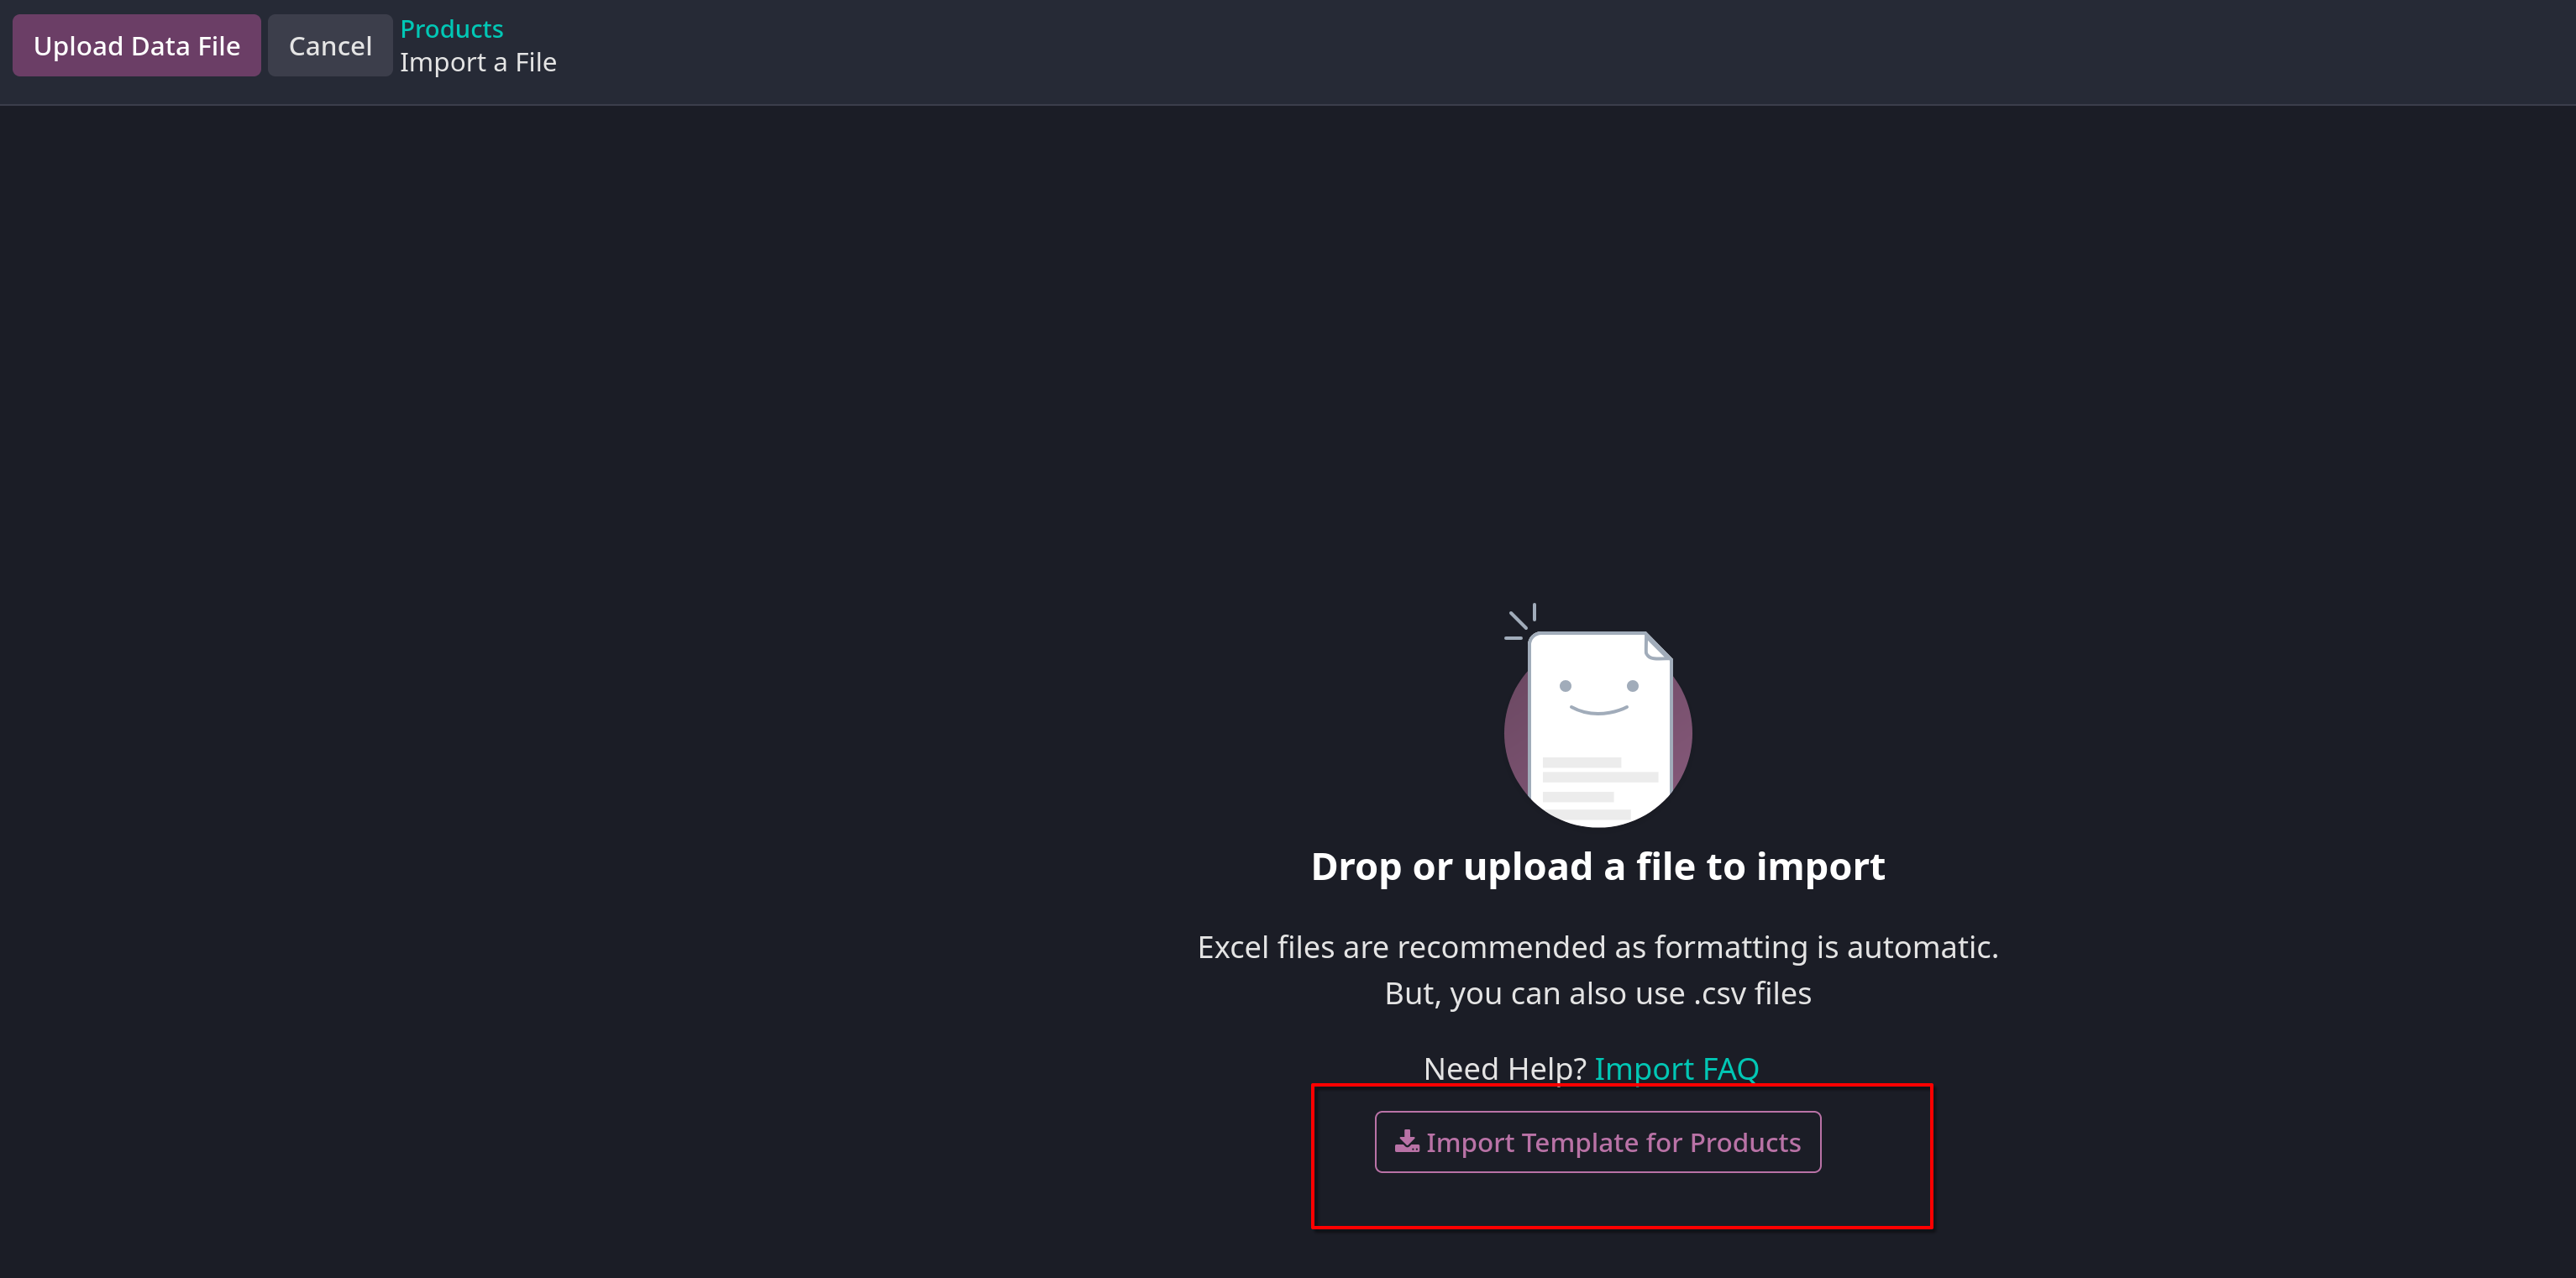 Upload Data File
Cancel
Products
Import a File
Drop or upload a file to import
Excel files are recommended as formatting is automatic.
But, you can also use .csv files
Need Help? Import FAQ
Import Template for Products